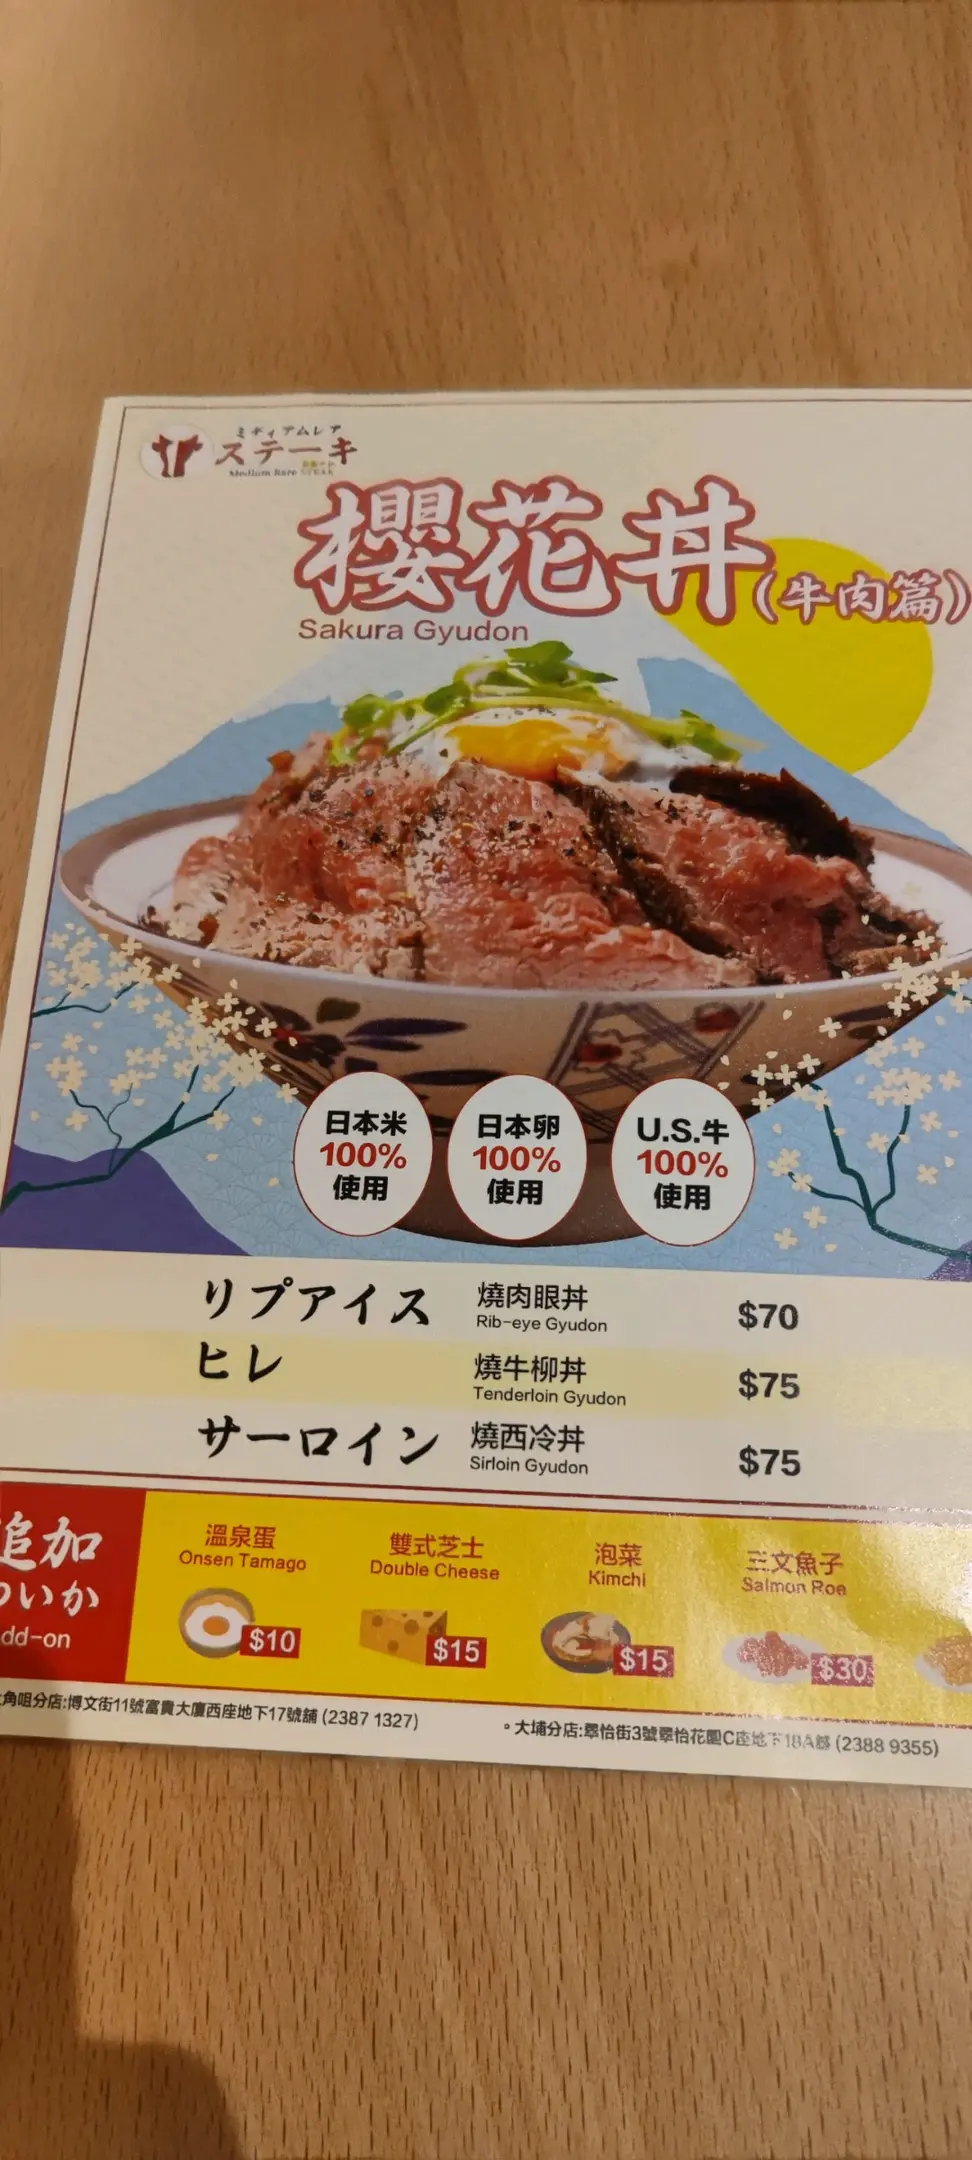 ミディアムレア
ステーキ
Medium Rare STEAK
櫻花丼(牛肉篇)
Sakura Gyudon
日本米
100%
使用
日本卵
100%
使用
U.S.牛
100%
使用
リブアイス 燒肉眼丼 $70
Rib-eye Gyudon
ヒレ 燒牛柳丼 $75
Tenderloin Gyudon
サーロイン 燒西冷丼 $75
Sirloin Gyudon
追加
ついか
dd-on
溫泉蛋
Onsen Tamago
$10
雙式芝士
Double Cheese
$15
泡菜
Kimchi
$15
三文魚子
Salmon Roe
$30
角咀分店:博文街11號富貴大廈西座地下17號舖 (2387 1327)
。大埔分店:翠怡街3號翠怡花園C座地下18A舖 (2388 9355)